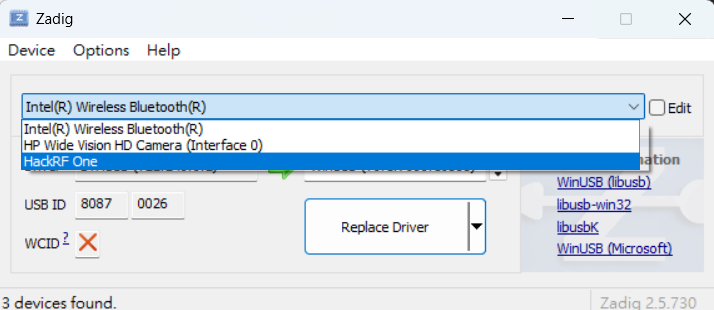 Zadig
Device Options Help
Intel(R) Wireless Bluetooth(R) Edit
Intel(R) Wireless Bluetooth(R)
HP Wide Vision HD Camera (Interface 0)
HackRF One
WinUSB (libusb)
USB ID 8087 0026
libusb-win32
WCID ?
Replace Driver
libusbK
WinUSB (Microsoft)
3 devices found.
Zadig 2.5.730